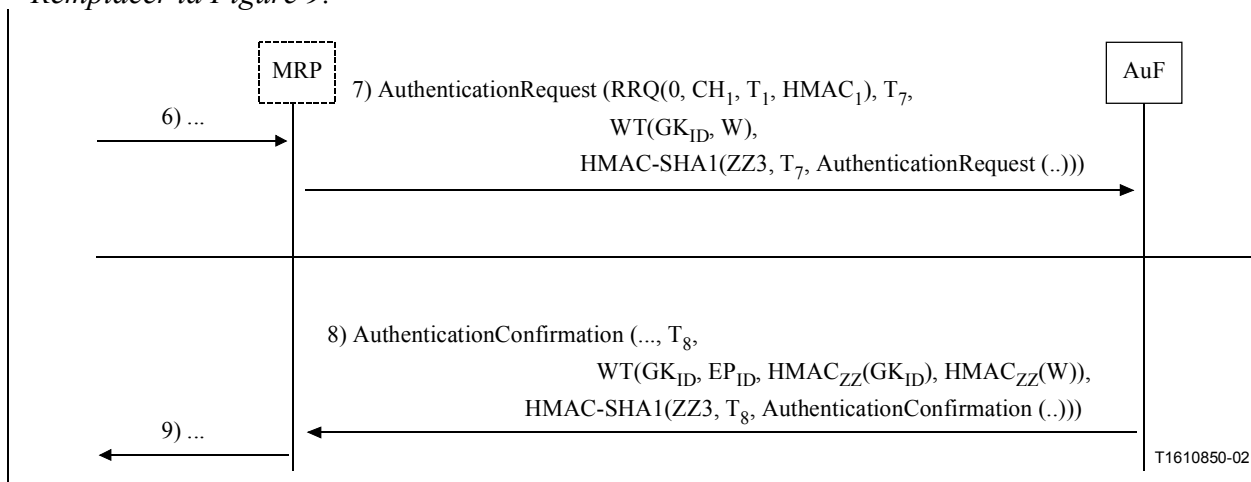 Remplacer la Figure 9:
MRP
AuF
7) AuthenticationRequest (RRQ(0, CH1, T1, HMAC1), T7,
6) ...
WT(GKID, W),
HMAC-SHA1(ZZ3, T7, AuthenticationRequest (..)))
8) AuthenticationConfirmation (..., T8,
WT(GKID, EPID, HMACZZ(GKID), HMACZZ(W)),
HMAC-SHA1(ZZ3, T8, AuthenticationConfirmation (..)))
9) ...
T1610850-02